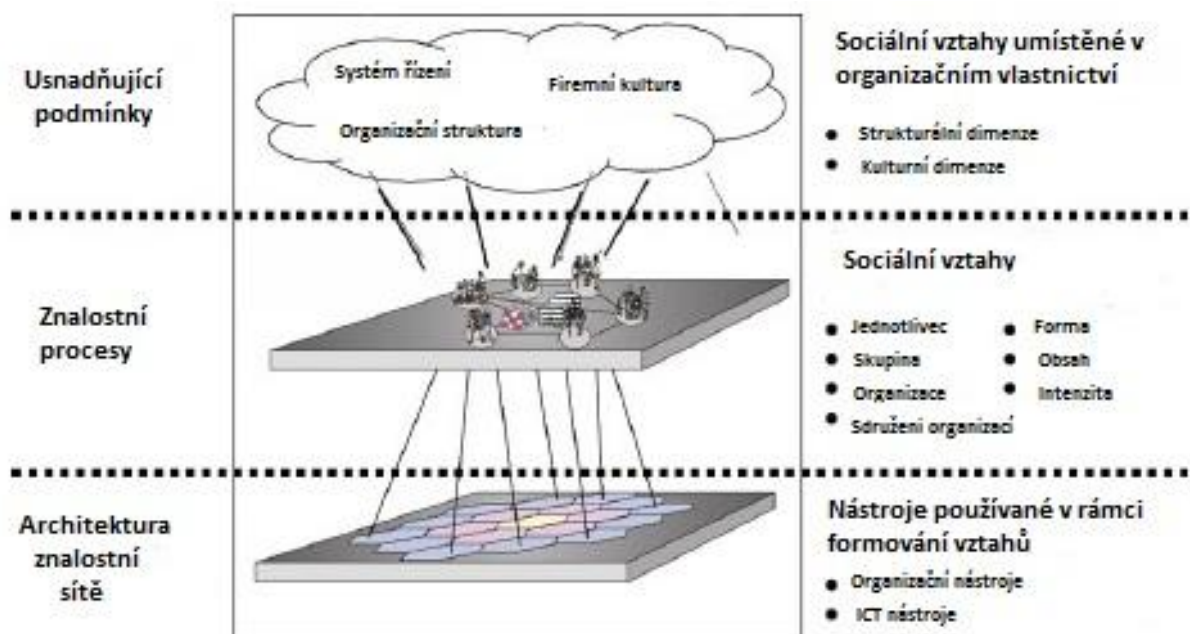 Usnadňující
podmínky
Systém řízení
Firemní kultura
Organizační struktura
Sociální vztahy umístěné v
organizačním vlastnictví
• Strukturální dimenze
• Kulturní dimenze
Znalostní
procesy
Sociální vztahy
• Jednotlivec
• Skupina
• Organizace
• Sdružení organizací
• Forma
• Obsah
• Intenzita
Architektura
znalostní
sítě
Nástroje používané v rámci
formování vztahů
• Organizační nástroje
• ICT nástroje